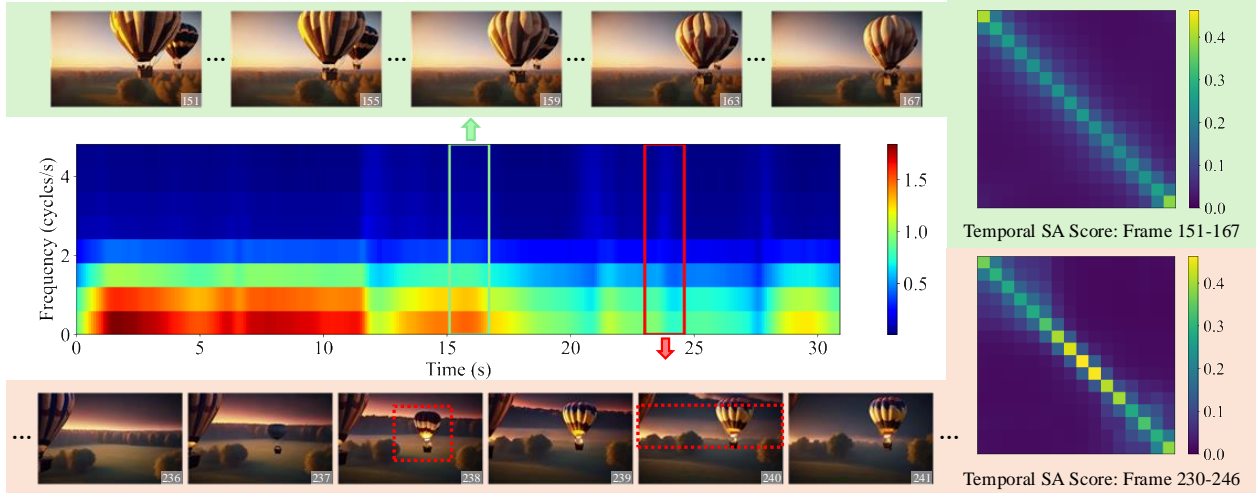 151 ... 155 ... 159 ... 163 ... 167
0.4
0.3
0.2
0.1
0.0
Temporal SA Score: Frame 151-167
Frequency (cycles/s)
4
2
0
0 5 10 15 20 25 30
Time (s)
1.5
1.0
0.5
... 236 237 238 239 240 241 ...
0.4
0.3
0.2
0.1
0.0
Temporal SA Score: Frame 230-246